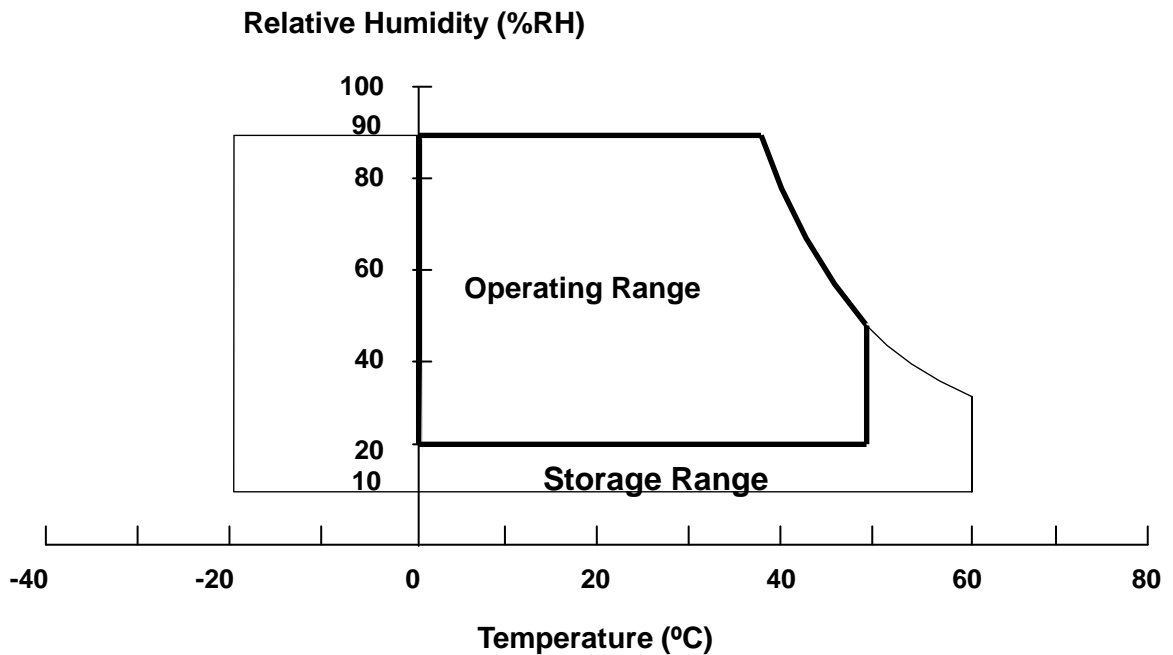 Relative Humidity (%RH)
100
90
80
60
Operating Range
40
20
Storage Range
10
-40 -20 0 20 40 60 80
Temperature (ºC)